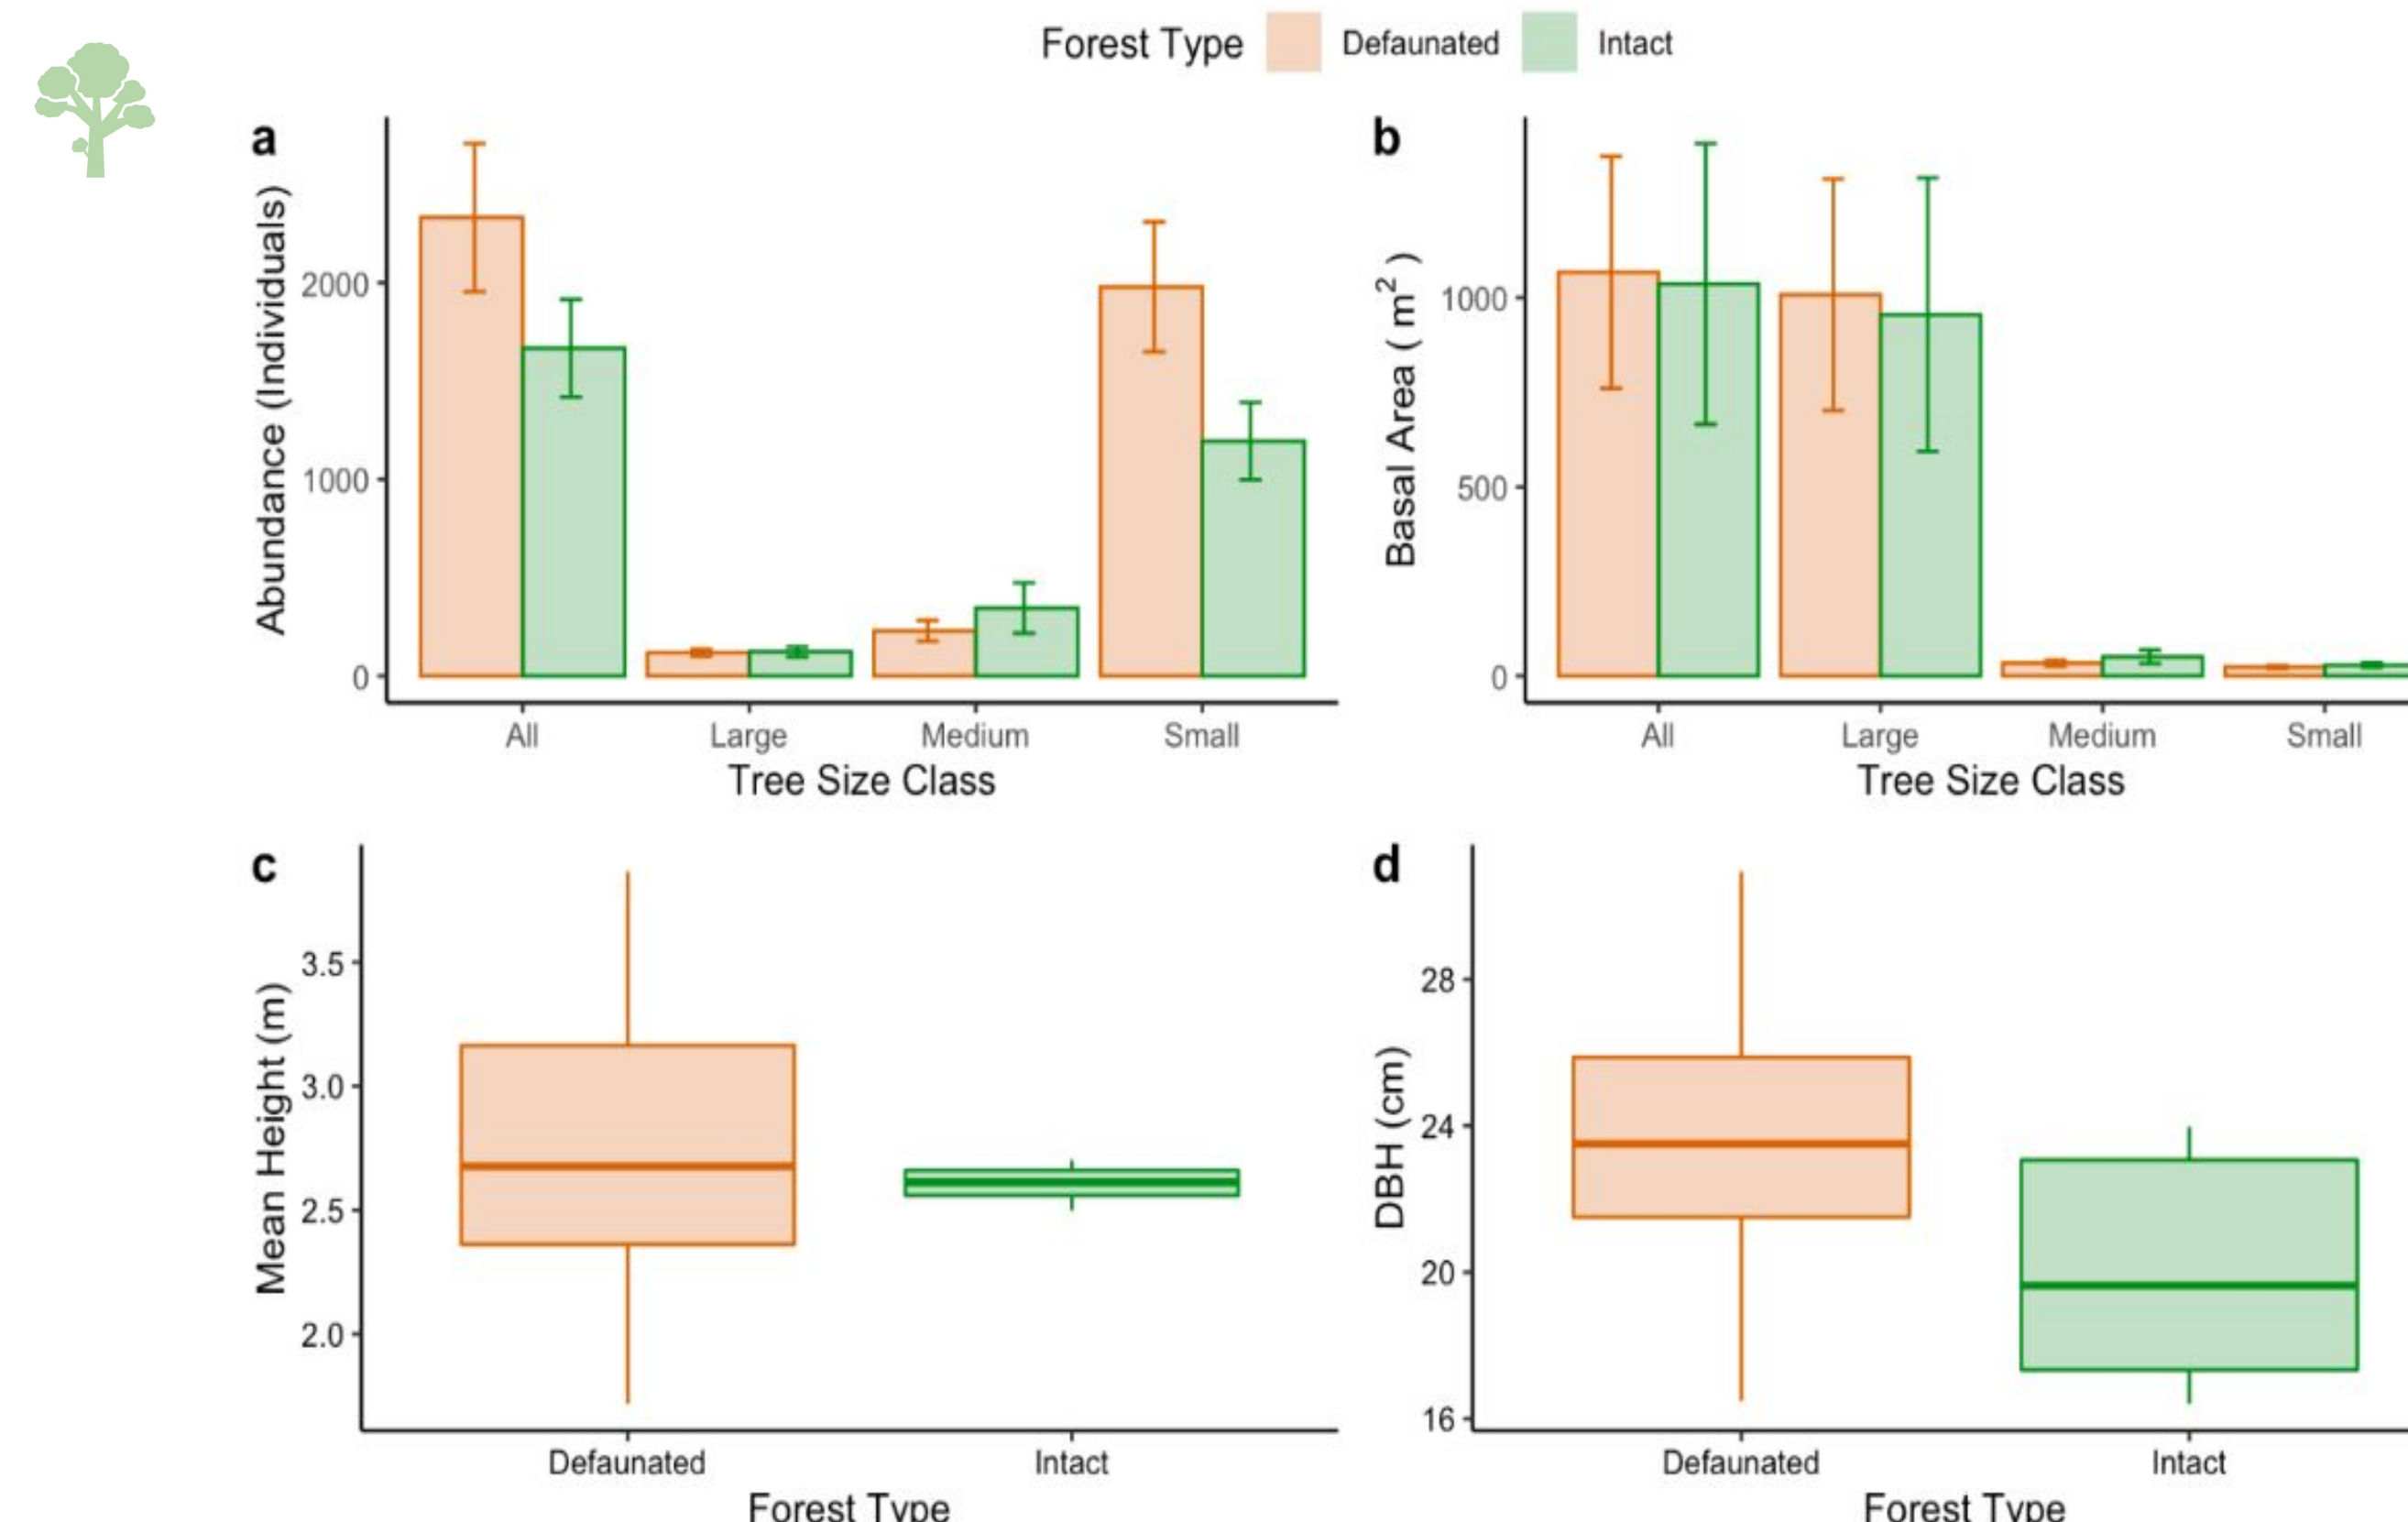 Forest Type Defaunated Intact
a
Abundance (Individuals)
2000
1000
0
All Large Medium Small
Tree Size Class
b
Basal Area ( m² )
1000
500
0
All Large Medium Small
Tree Size Class
c
Mean Height (m)
3.5
3.0
2.5
2.0
Defaunated Intact
Forest Type
d
DBH (cm)
28
24
20
16
Defaunated Intact
Forest Type